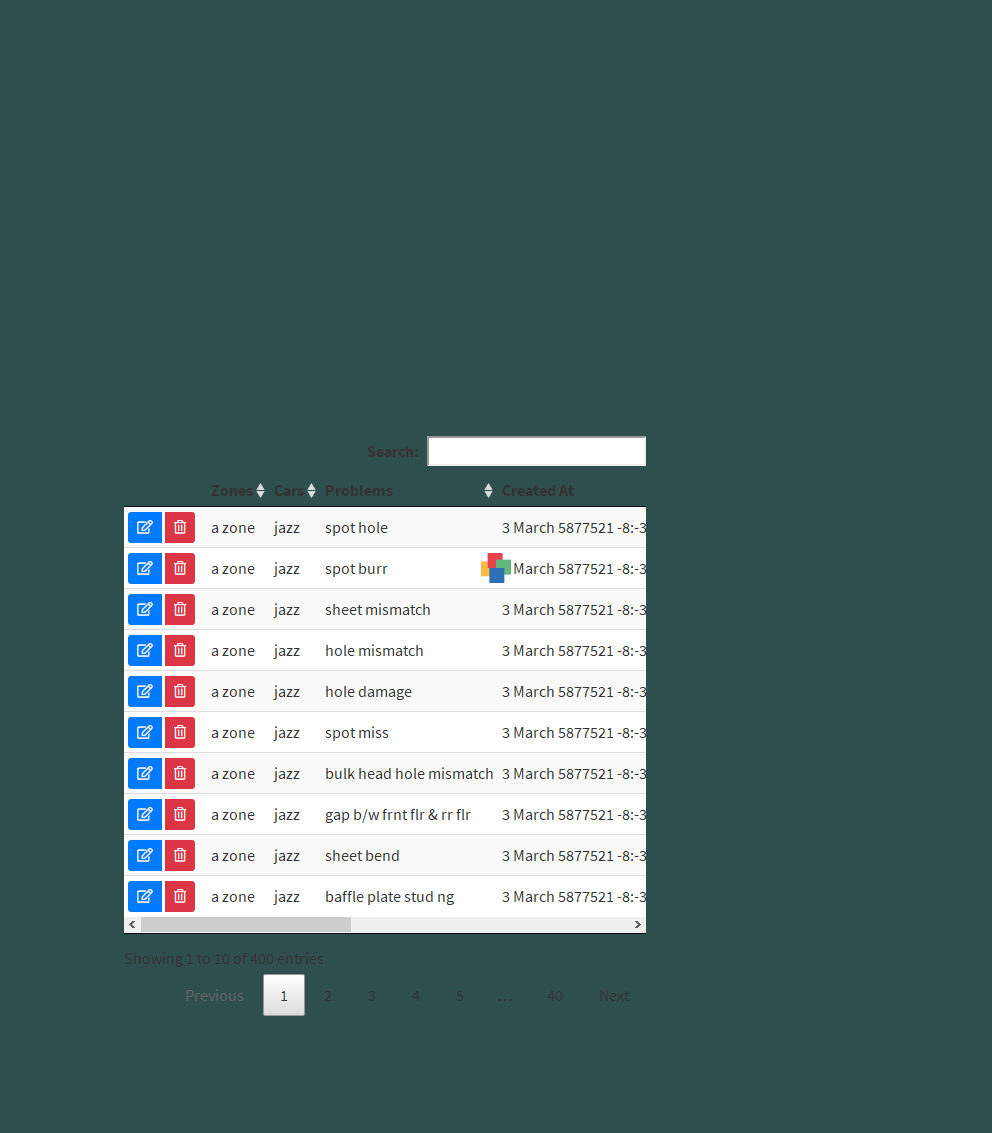 Search:
Zones Cars Problems Created At
a zone jazz spot hole 3 March 5877521 -8:-3
a zone jazz spot burr March 5877521 -8:-3
a zone jazz sheet mismatch 3 March 5877521 -8:-3
a zone jazz hole mismatch 3 March 5877521 -8:-3
a zone jazz hole damage 3 March 5877521 -8:-3
a zone jazz spot miss 3 March 5877521 -8:-3
a zone jazz bulk head hole mismatch 3 March 5877521 -8:-3
a zone jazz gap b/w frnt flr & rr flr 3 March 5877521 -8:-3
a zone jazz sheet bend 3 March 5877521 -8:-3
a zone jazz baffle plate stud ng 3 March 5877521 -8:-3
Showing 1 to 10 of 400 entries
Previous 1 2 3 4 5 … 40 Next